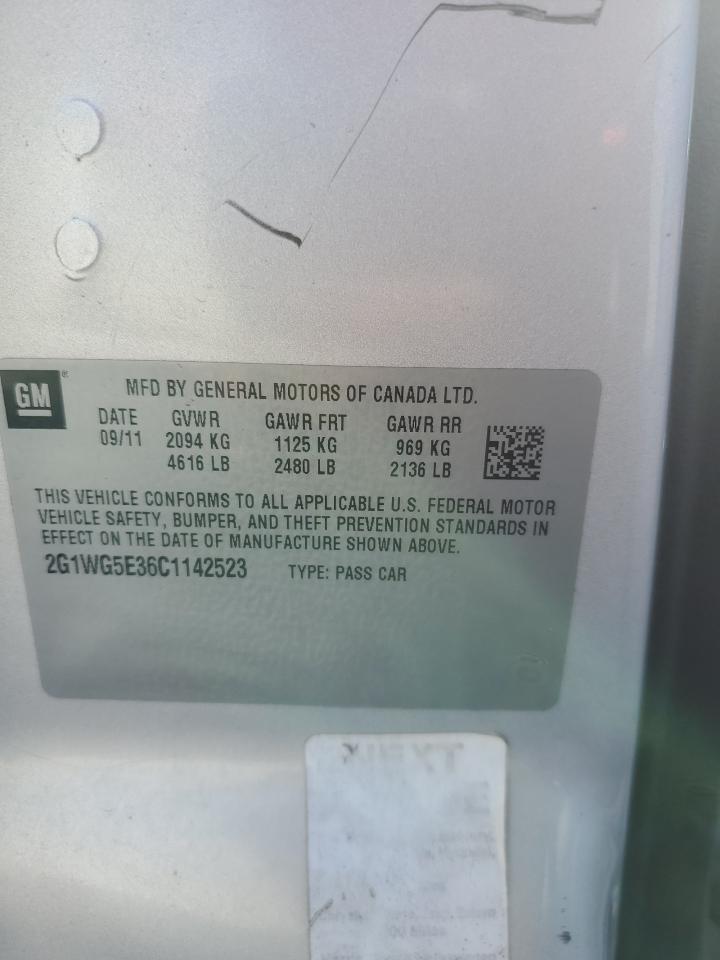 GM®
MFD BY GENERAL MOTORS OF CANADA LTD.
DATE GVWR GAWR FRT GAWR RR
09/11 2094 KG 1125 KG 969 KG
4616 LB 2480 LB 2136 LB
THIS VEHICLE CONFORMS TO ALL APPLICABLE U.S. FEDERAL MOTOR
VEHICLE SAFETY, BUMPER, AND THEFT PREVENTION STANDARDS IN
EFFECT ON THE DATE OF MANUFACTURE SHOWN ABOVE.
2G1WG5E36C1142523 TYPE: PASS CAR